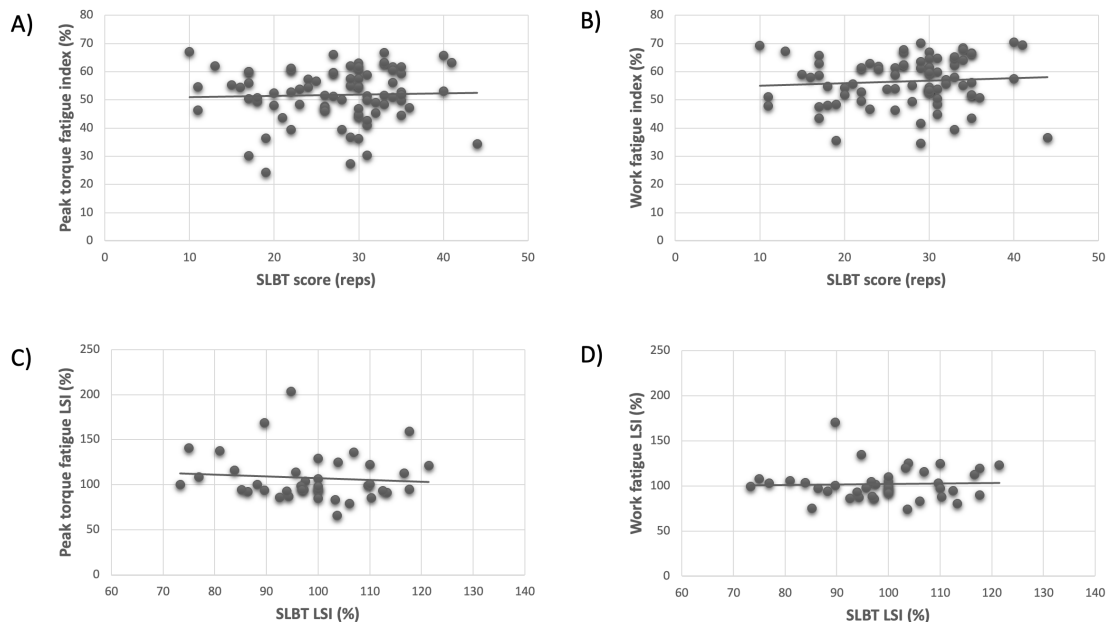 A)
Peak torque fatigue index (%)
80
70
60
50
40
30
20
10
0
0 10 20 30 40 50
SLBT score (reps)
B)
Work fatigue index (%)
80
70
60
50
40
30
20
10
0
0 10 20 30 40 50
SLBT score (reps)
C)
Peak torque fatigue LSI (%)
250
200
150
100
50
0
60 70 80 90 100 110 120 130 140
SLBT LSI (%)
D)
Work fatigue LSI (%)
250
200
150
100
50
0
60 70 80 90 100 110 120 130 140
SLBT LSI (%)